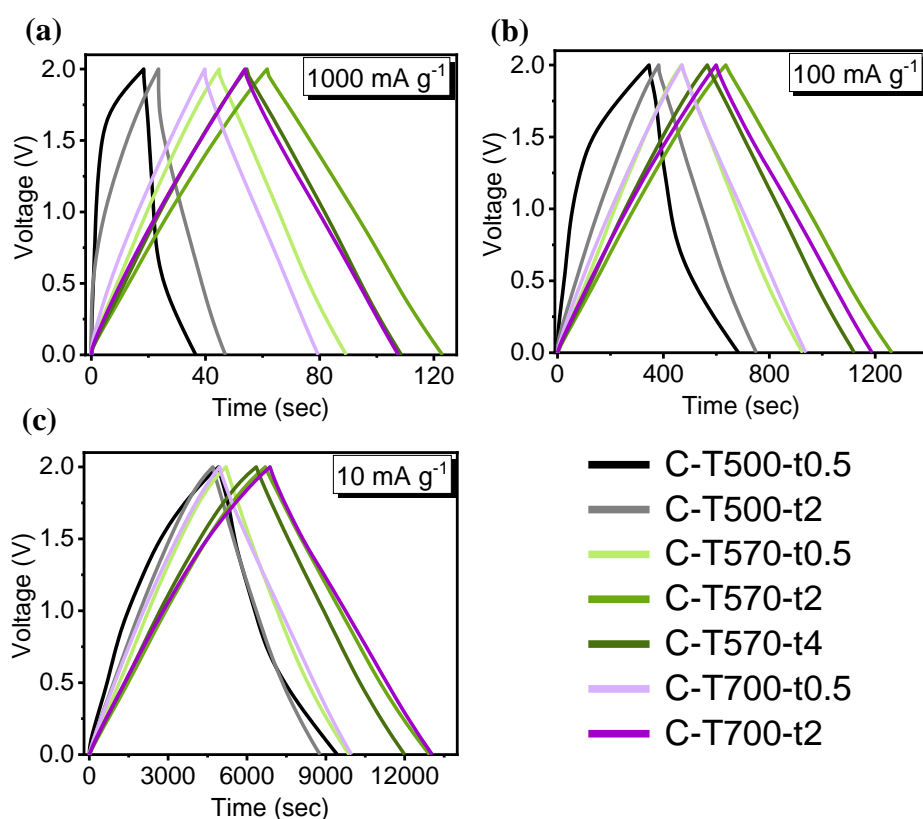 (a)
1000 mA g⁻¹
2.0
1.5
1.0
0.5
0.0
Voltage (V)
0 40 80 120
Time (sec)
(b)
100 mA g⁻¹
2.0
1.5
1.0
0.5
0.0
Voltage (V)
0 400 800 1200
Time (sec)
(c)
10 mA g⁻¹
2.0
1.5
1.0
0.5
0.0
Voltage (V)
0 3000 6000 9000 12000
Time (sec)
C-T500-t0.5
C-T500-t2
C-T570-t0.5
C-T570-t2
C-T570-t4
C-T700-t0.5
C-T700-t2